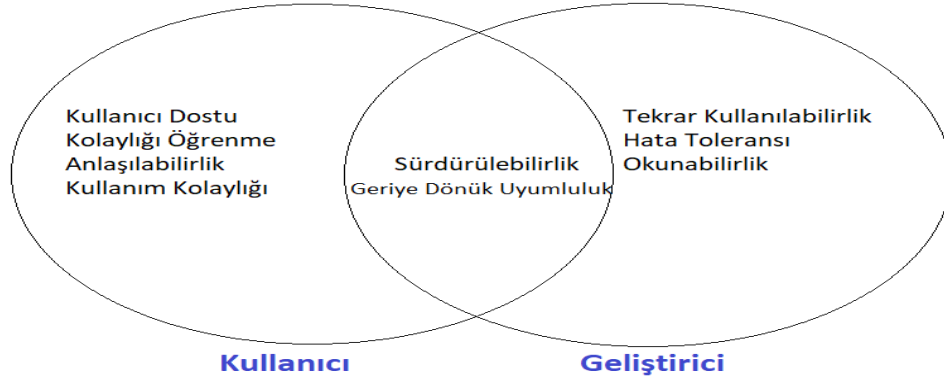 Kullanıcı Dostu
Kolaylığı Öğrenme
Anlaşılabilirlik
Kullanım Kolaylığı
Sürdürülebilirlik
Geriye Dönük Uyumluluk
Tekrar Kullanılabilirlik
Hata Toleransı
Okunabilirlik
Kullanıcı
Geliştirici